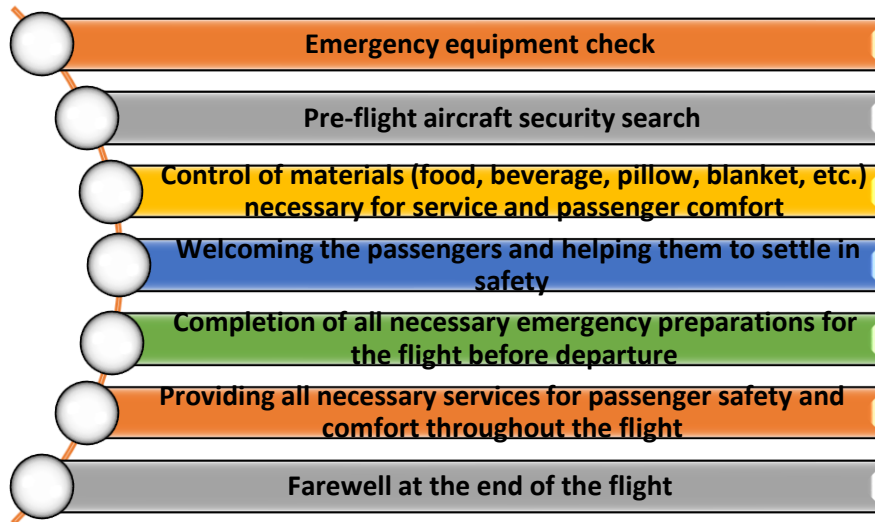 Emergency equipment check
Pre-flight aircraft security search
Control of materials (food, beverage, pillow, blanket, etc.)
necessary for service and passenger comfort
Welcoming the passengers and helping them to settle in
safety
Completion of all necessary emergency preparations for
the flight before departure
Providing all necessary services for passenger safety and
comfort throughout the flight
Farewell at the end of the flight